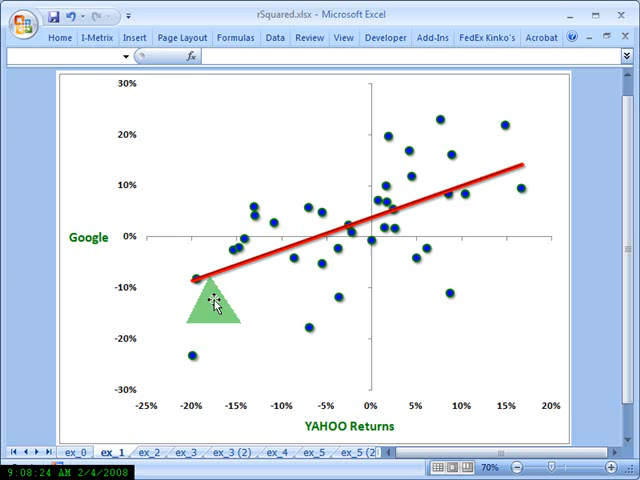 rSquared.xlsx - Microsoft Excel
Home I-Metrix Insert Page Layout Formulas Data Review View Developer Add-Ins FedEx Kinko's Acrobat
fx
30%
20%
10%
Google 0%
-10%
-20%
-30%
-25% -20% -15% -10% -5% 0% 5% 10% 15% 20%
YAHOO Returns
ex_0 ex_1 ex_2 ex_3 ex_3 (2) ex_4 ex_5 ex_5 (2)
9:08:24 AM 2/4/2008 70%